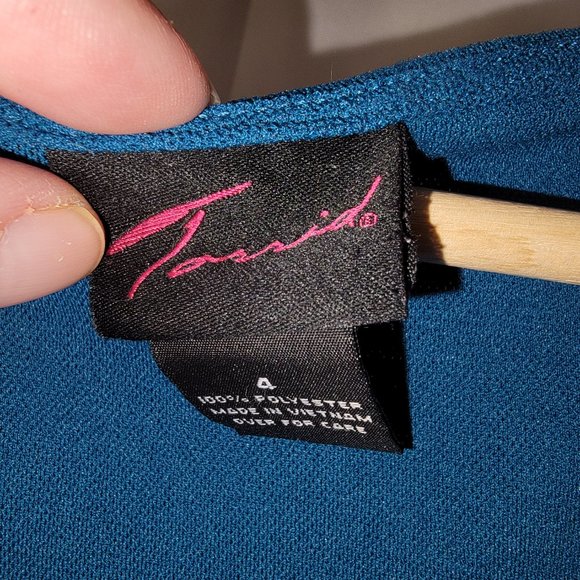 Torrid®
4
100% POLYESTER
MADE IN VIETNAM
OVER FOR CARE